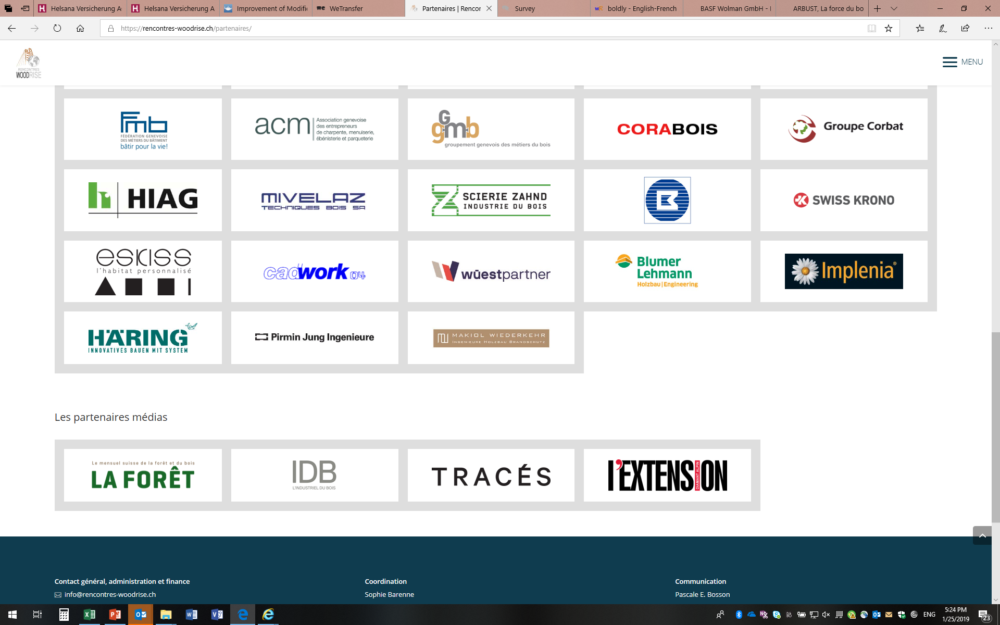 Helsana Versicherung A
Helsana Versicherung A
Improvement of Modifi
WeTransfer
Partenaires | Rencor
Survey
boldly - English-French
BASF Wolman GmbH - I
ARBUST, La force du bo
https://rencontres-woodrise.ch/partenaires/
RENCONTRES
WOODRISE
MENU
Fmb
FÉDÉRATION GENEVOISE
DES MÉTIERS DU BÂTIMENT
bâtir pour la vie!
acm
Association genevoise
des entrepreneurs
de charpente, menuiserie,
ébénisterie et parqueterie
Ggmb
groupement genevois des métiers du bois
CORABOIS
Groupe Corbat
h HIAG
MIVELAZ
TECHNIQUES BOIS SA
Z SCIERIE ZAHND
INDUSTRIE DU BOIS
B
SWISS KRONO
eskiss
l'habitat personnalisé
cadwork 04
wüestpartner
Blumer
Lehmann
Holzbau | Engineering
Implenia®
HÄRING
INNOVATIVES BAUEN MIT SYSTEM
Pirmin Jung Ingenieure
MAKIOL WIEDERKEHR
INGENIEURE HOLZBAU BRANDSCHUTZ
Les partenaires médias
Le mensuel suisse de la forêt et du bois
LA FORÊT
IDB
L'INDUSTRIEL DU BOIS
TRACÉS
l'EXTENSION
DIAMANT ALPIN
Contact général, administration et finance
info@rencontres-woodrise.ch
Coordination
Sophie Barenne
Communication
Pascale E. Bosson
ENG
5:24 PM
1/25/2019
23